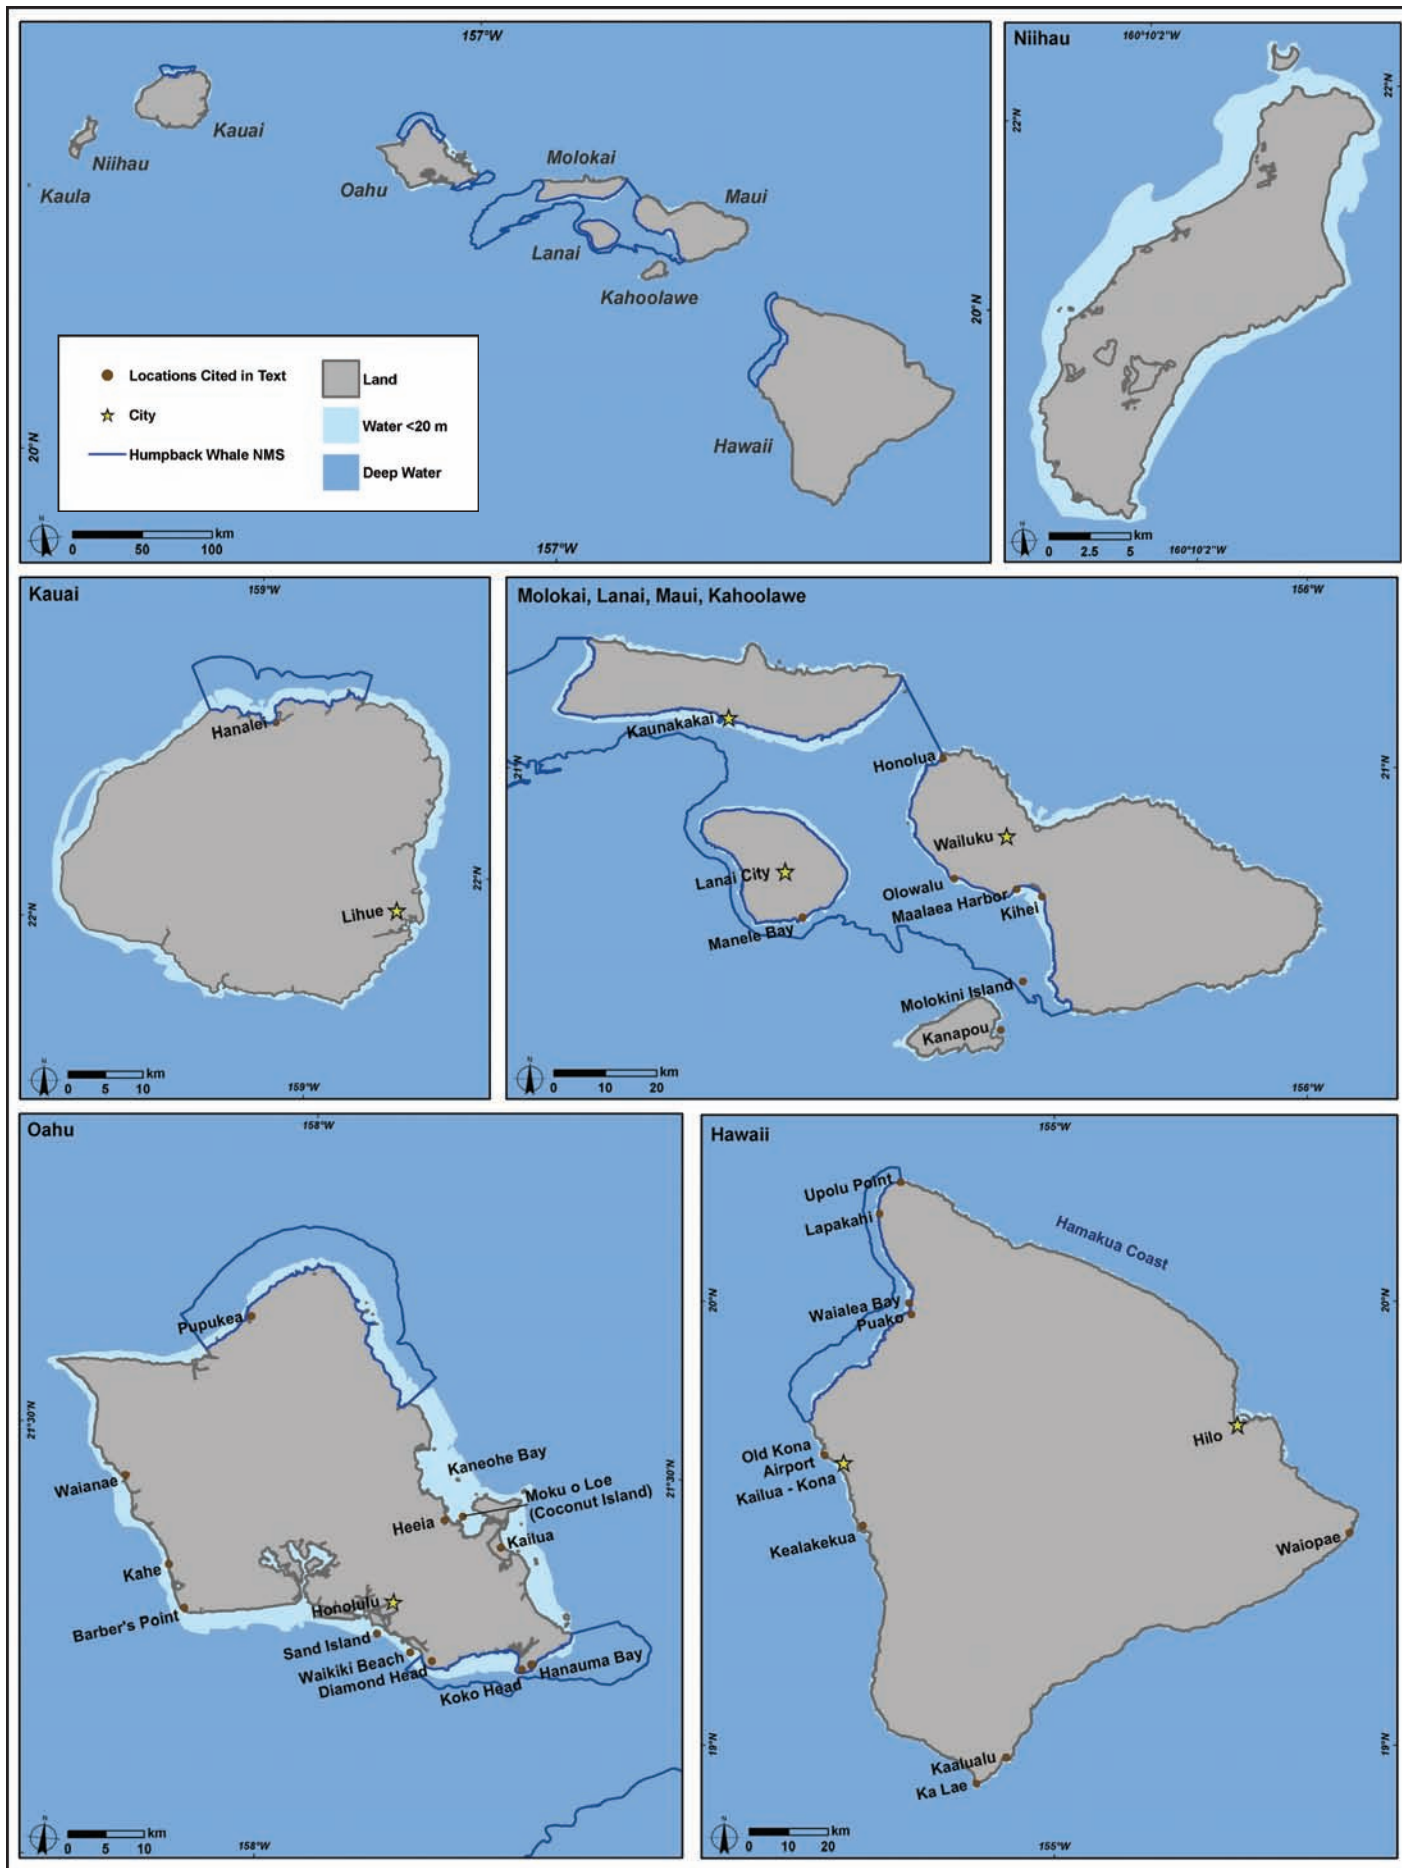 157°W
Kauai
Niihau
Kaula
Oahu
Molokai
Maui
Lanai
Kahoolawe
Hawaii
20°N
20°N
Locations Cited in Text
City
Humpback Whale NMS
Land
Water <20 m
Deep Water
N
km
0 50 100
157°W
Niihau
160°10'2"W
22°N
22°N
N
km
0 2.5 5
160°10'2"W
Kauai
159°W
Hanalei
Lihue
22°N
22°N
N
km
0 5 10
159°W
Molokai, Lanai, Maui, Kahoolawe
156°W
Kaunakakai
21°N
21°N
Honolua
Wailuku
Lanai City
Olowalu
Maalaea Harbor
Kihei
Manele Bay
Molokini Island
Kanapou
N
km
0 10 20
156°W
Oahu
158°W
Pupukea
21°30'N
21°30'N
Kaneohe Bay
Waianae
Moku o Loe
(Coconut Island)
Heeia
Kailua
Kahe
Honolulu
Barber's Point
Sand Island
Waikiki Beach
Diamond Head
Koko Head
Hanauma Bay
N
km
0 5 10
158°W
Hawaii
155°W
Upolu Point
Lapakahi
Hamakua Coast
Waialea Bay
Puako
20°N
20°N
Hilo
Old Kona
Airport
Kailua - Kona
Kealakekua
Waiopae
19°N
19°N
Kaalualu
Ka Lae
N
km
0 10 20
155°W